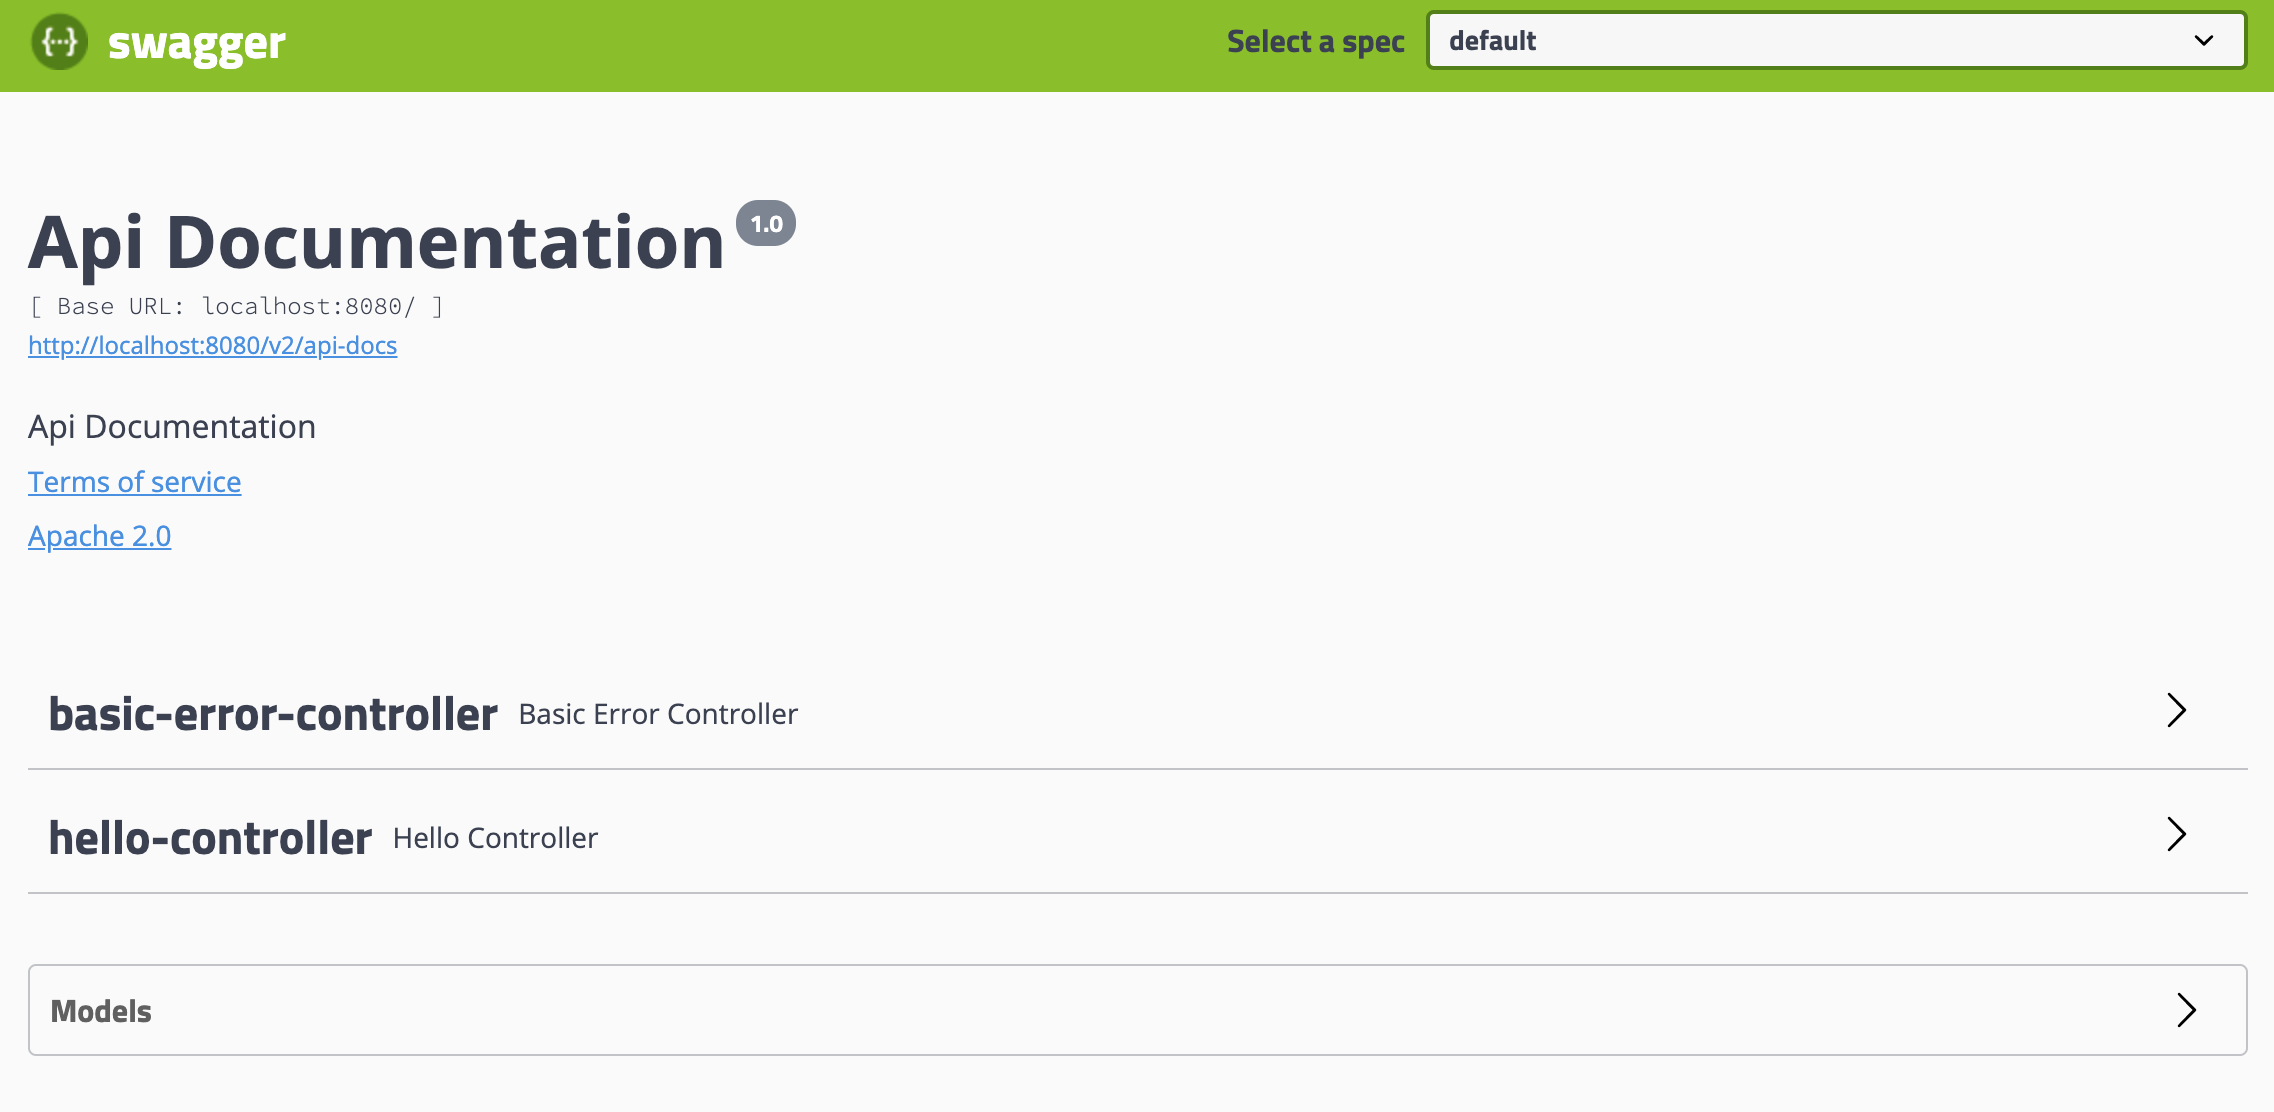 {···} swagger
Select a spec default
Api Documentation 1.0
[ Base URL: localhost:8080/ ]
http://localhost:8080/v2/api-docs
Api Documentation
Terms of service
Apache 2.0
basic-error-controller Basic Error Controller
hello-controller Hello Controller
Models